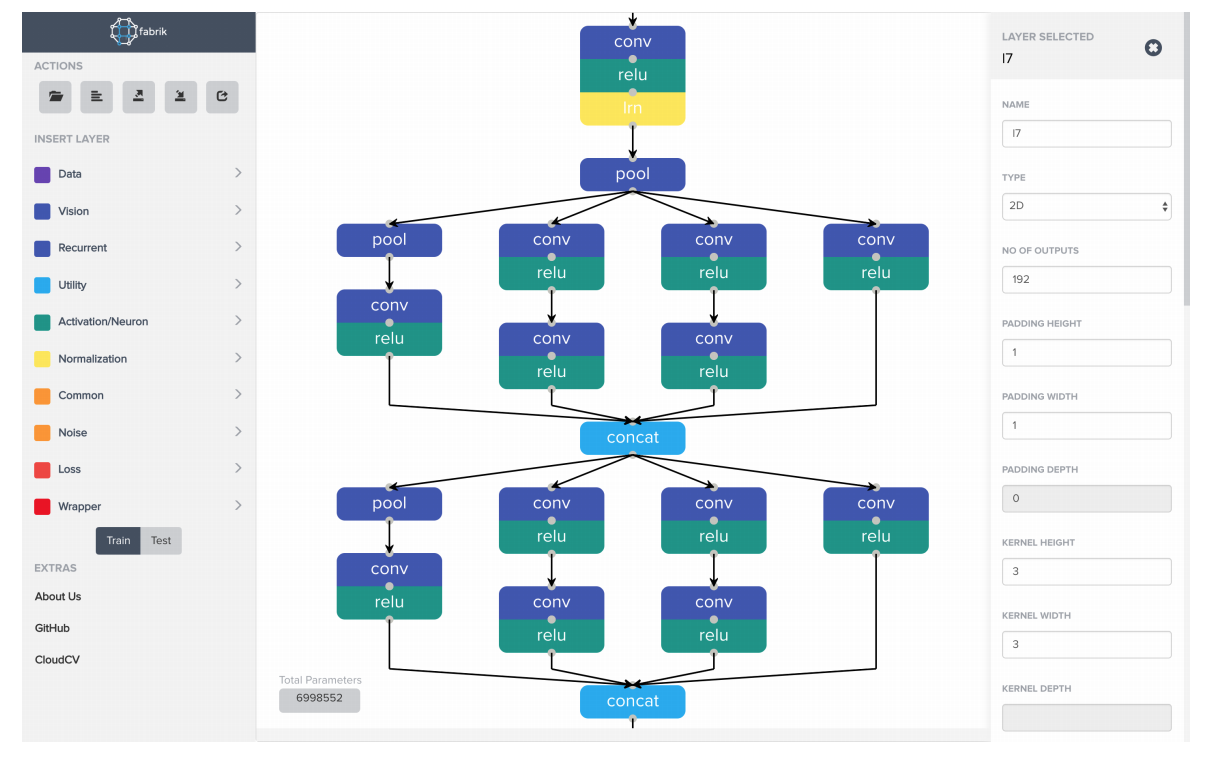 fabrik
ACTIONS
INSERT LAYER
Data
Vision
Recurrent
Utility
Activation/Neuron
Normalization
Common
Noise
Loss
Wrapper
Train Test
EXTRAS
About Us
GitHub
CloudCV
conv
relu
lrn
pool
pool conv conv conv
relu relu relu
conv
relu
conv conv
relu relu
concat
pool conv conv conv
relu relu relu
conv
relu
conv conv
relu relu
concat
Total Parameters
6998552
LAYER SELECTED
l7
NAME
l7
TYPE
2D
NO OF OUTPUTS
192
PADDING HEIGHT
1
PADDING WIDTH
1
PADDING DEPTH
0
KERNEL HEIGHT
3
KERNEL WIDTH
3
KERNEL DEPTH